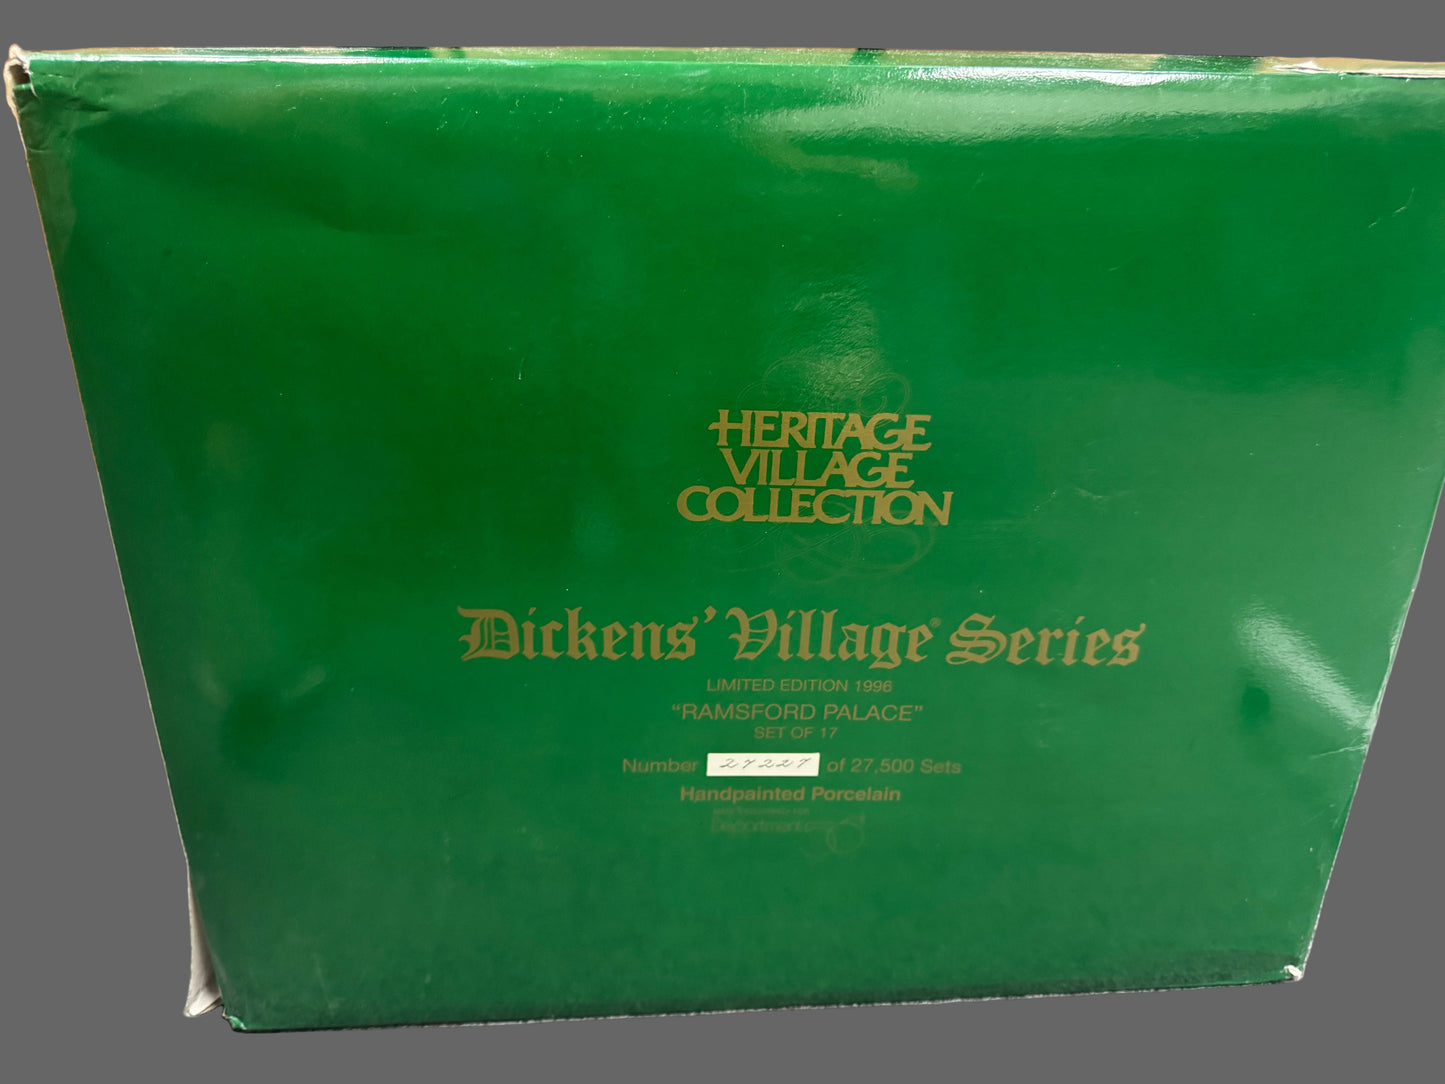 HERITAGE
VILLAGE
COLLECTION
Dickens' Village® Series
LIMITED EDITION 1996
"RAMSFORD PALACE"
SET OF 17
Number 27227 of 27,500 Sets
Handpainted Porcelain
Department